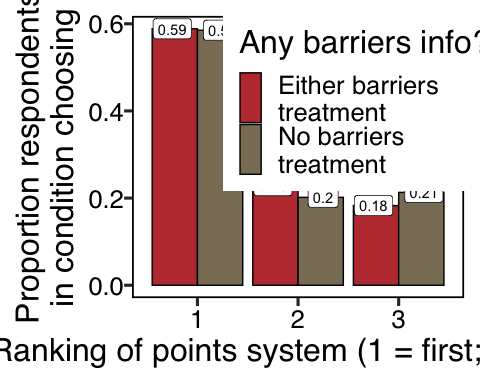 Proportion respondents
in condition choosing
0.6
0.4
0.2
0.0
0.59
0.2
0.18
0.21
Any barriers info?
Either barriers
treatment
No barriers
treatment
1
2
3
Ranking of points system (1 = first;